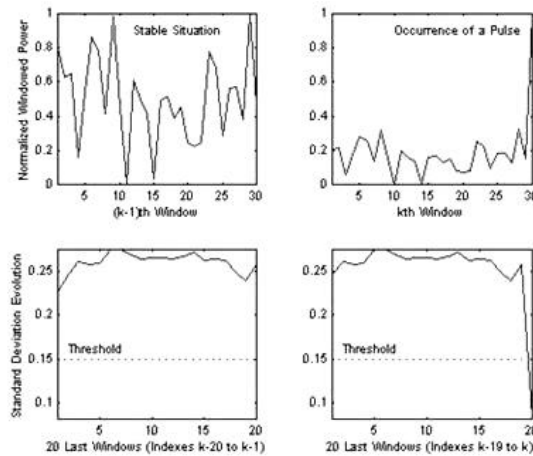 Stable Situation
Normalized Windowed Power
1
0.8
0.6
0.4
0.2
0
5 10 15 20 25 30
(k-1)th Window
Occurrence of a Pulse
1
0.8
0.6
0.4
0.2
0
5 10 15 20 25 30
kth Window
Standard Deviation Evolution
0.25
0.2
0.15
0.1
Threshold
5 10 15 20
20 Last Windows (Indexes k-20 to k-1)
0.25
0.2
0.15
0.1
Threshold
5 10 15 20
20 Last Windows (Indexes k-19 to k)